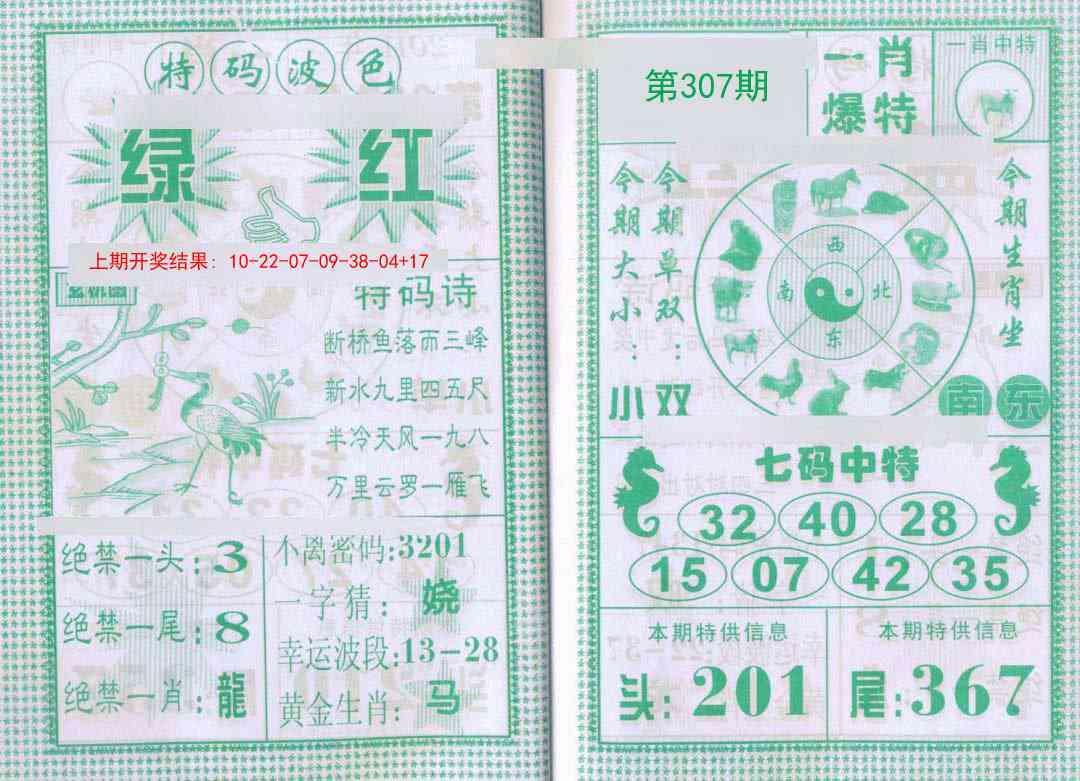 特码波色
绿 红
上期开奖结果: 10-22-07-09-38-04+17
玄机图
特码诗
断桥鱼落而三峰
新水九里四五尺
半冷天风一九八
万里云罗一雁飞
绝禁一头:3
绝禁一尾:8
绝禁一肖:龍
不离密码:3201
一字猜:娆
幸运波段:13-28
黄金生肖:马
第307期
一肖
爆特
一肖中特
今期大小:小
今期单双:双
西
南 北
东
今期生肖坐
南 东
七码中特
32 40 28
15 07 42 35
本期特供信息
头:201
本期特供信息
尾:367